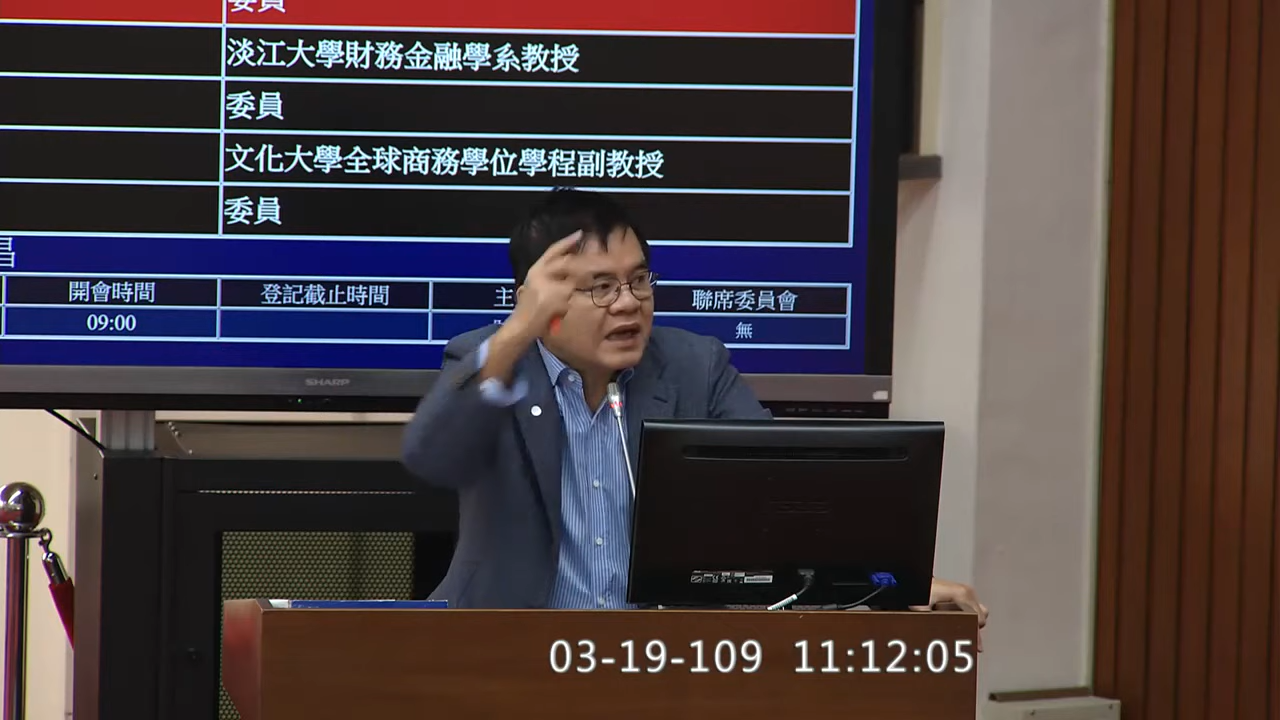 委員
淡江大學財務金融學系教授
委員
文化大學全球商務學位學程副教授
委員
昌
開會時間 登記截止時間 主 聯席委員會
09:00 無
SHARP
03-19-109 11:12:05